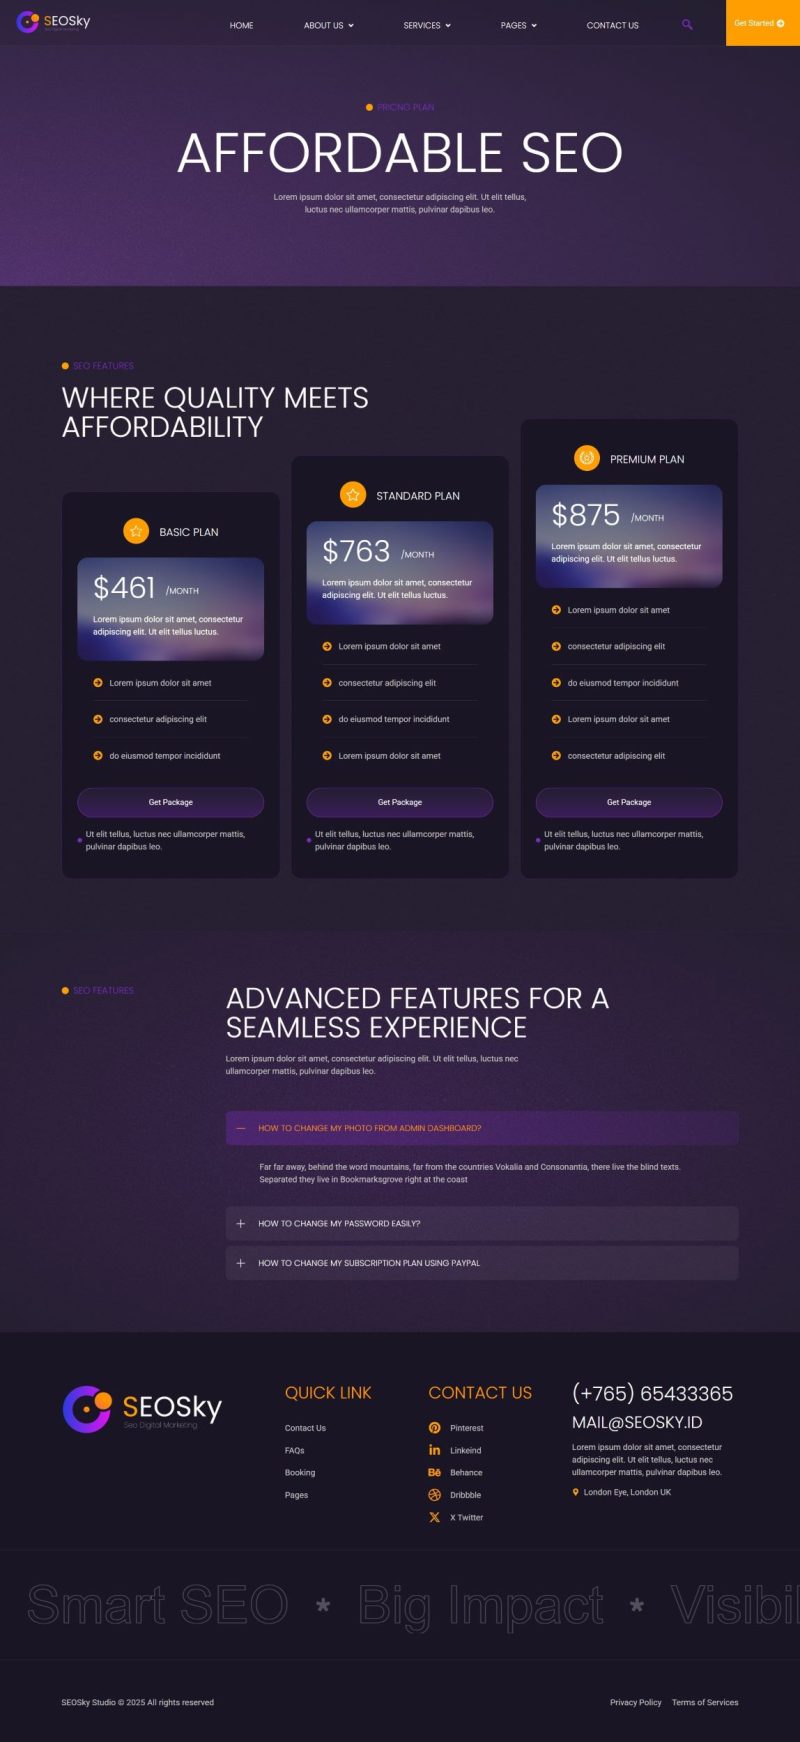 SEOSky
HOME
ABOUT US
SERVICES
PAGES
CONTACT US
Get Started
PRICNO PLAN
AFFORDABLE SEO
Lorem ipsum dolor sit amet, consectetur adipiscing elit. Ut elit tellus,
luctus nec ullamcorper mattis, pulvinar dapibus leo.
SEO FEATURES
WHERE QUALITY MEETS
AFFORDABILITY
BASIC PLAN
$461 /MONTH
Lorem ipsum dolor sit amet, consectetur
adipiscing elit. Ut elit tellus luctus.
Lorem ipsum dolor sit amet
consectetur adipiscing elit
do eiusmod tempor incididunt
Get Package
Ut elit tellus, luctus nec ullamcorper mattis,
pulvinar dapibus leo.
STANDARD PLAN
$763 /MONTH
Lorem ipsum dolor sit amet, consectetur
adipiscing elit. Ut elit tellus luctus.
Lorem ipsum dolor sit amet
consectetur adipiscing elit
do eiusmod tempor incididunt
Lorem ipsum dolor sit amet
Get Package
Ut elit tellus, luctus nec ullamcorper mattis,
pulvinar dapibus leo.
PREMIUM PLAN
$875 /MONTH
Lorem ipsum dolor sit amet, consectetur
adipiscing elit. Ut elit tellus luctus.
Lorem ipsum dolor sit amet
consectetur adipiscing elit
do eiusmod tempor incididunt
Lorem ipsum dolor sit amet
consectetur adipiscing elit
Get Package
Ut elit tellus, luctus nec ullamcorper mattis,
pulvinar dapibus leo.
SEO FEATURES
ADVANCED FEATURES FOR A
SEAMLESS EXPERIENCE
Lorem ipsum dolor sit amet, consectetur adipiscing elit. Ut elit tellus, luctus nec
ullamcorper mattis, pulvinar dapibus leo.
HOW TO CHANGE MY PHOTO FROM ADMIN DASHBOARD?
Far far away, behind the word mountains, far from the countries Vokalia and Consonantia, there live the blind texts.
Separated they live in Bookmarksgrove right at the coast
HOW TO CHANGE MY PASSWORD EASILY?
HOW TO CHANGE MY SUBSCRIPTION PLAN USING PAYPAL
SEOSky
Seo Digital Marketing
QUICK LINK
Contact Us
FAQs
Booking
Pages
CONTACT US
Pinterest
Linkeind
Behance
Dribbble
X Twitter
(+765) 65433365
MAIL@SEOSKY.ID
Lorem ipsum dolor sit amet, consectetur
adipiscing elit. Ut elit tellus, luctus nec
ullamcorper mattis, pulvinar dapibus leo.
London Eye, London UK
Smart SEO * Big Impact * Visibil
SEOSky Studio © 2025 All rights reserved
Privacy Policy
Terms of Services